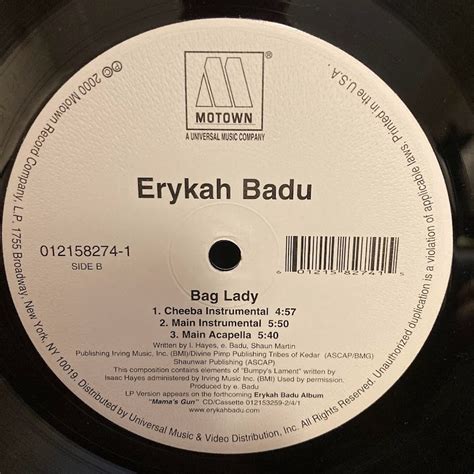 MOTOWN®
A UNIVERSAL MUSIC COMPANY
Erykah Badu
012158274-1
SIDE B
0 12158 27415
Bag Lady
1. Cheeba Instrumental 4:57
2. Main Instrumental 5:50
3. Main Acapella 5:40
Written by I. Hayes, e. Badu, Shaun Martin
Publishing Irving Music, Inc. (BMI)/Divine Pimp Publishing Tribes of Kedar (ASCAP/BMG)
Shaunwar Publishing (ASCAP)
This composition contains elements of "Bumpy's Lament" written by
Isaac Hayes administered by Irving Music Inc. (BMI) Used by permission.
Produced by e. Badu
LP Version appears on the forthcoming Erykah Badu Album
"Mama's Gun" CD/Cassette 012153259-2/4/1
www.erykahbadu.com
℗© 2000 Motown Record Company, L.P. 1755 Broadway, New York, NY 10019. Distributed by Universal Music & Video Distribution, Inc. All Rights Reserved. Unauthorized duplication is a violation of applicable laws. Printed in the U.S.A.